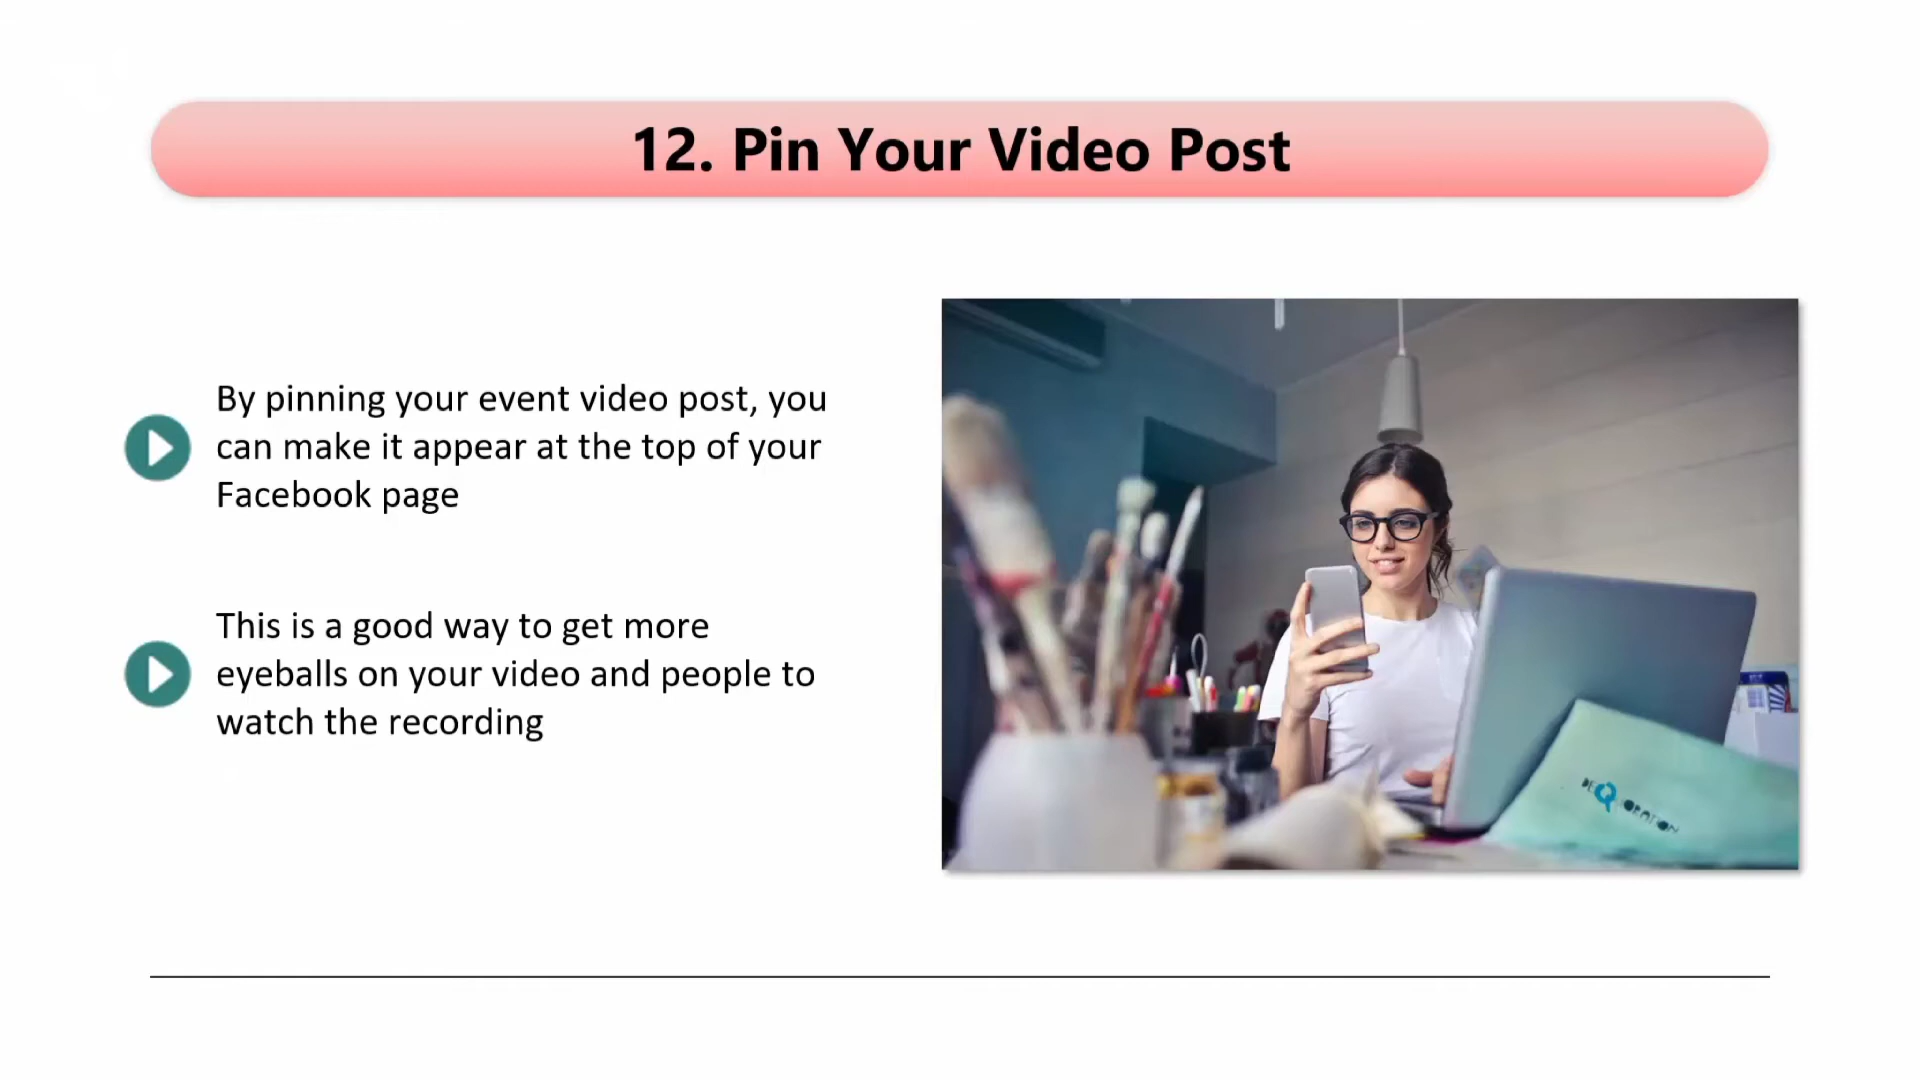 12. Pin Your Video Post
By pinning your event video post, you
can make it appear at the top of your
Facebook page
This is a good way to get more
eyeballs on your video and people to
watch the recording